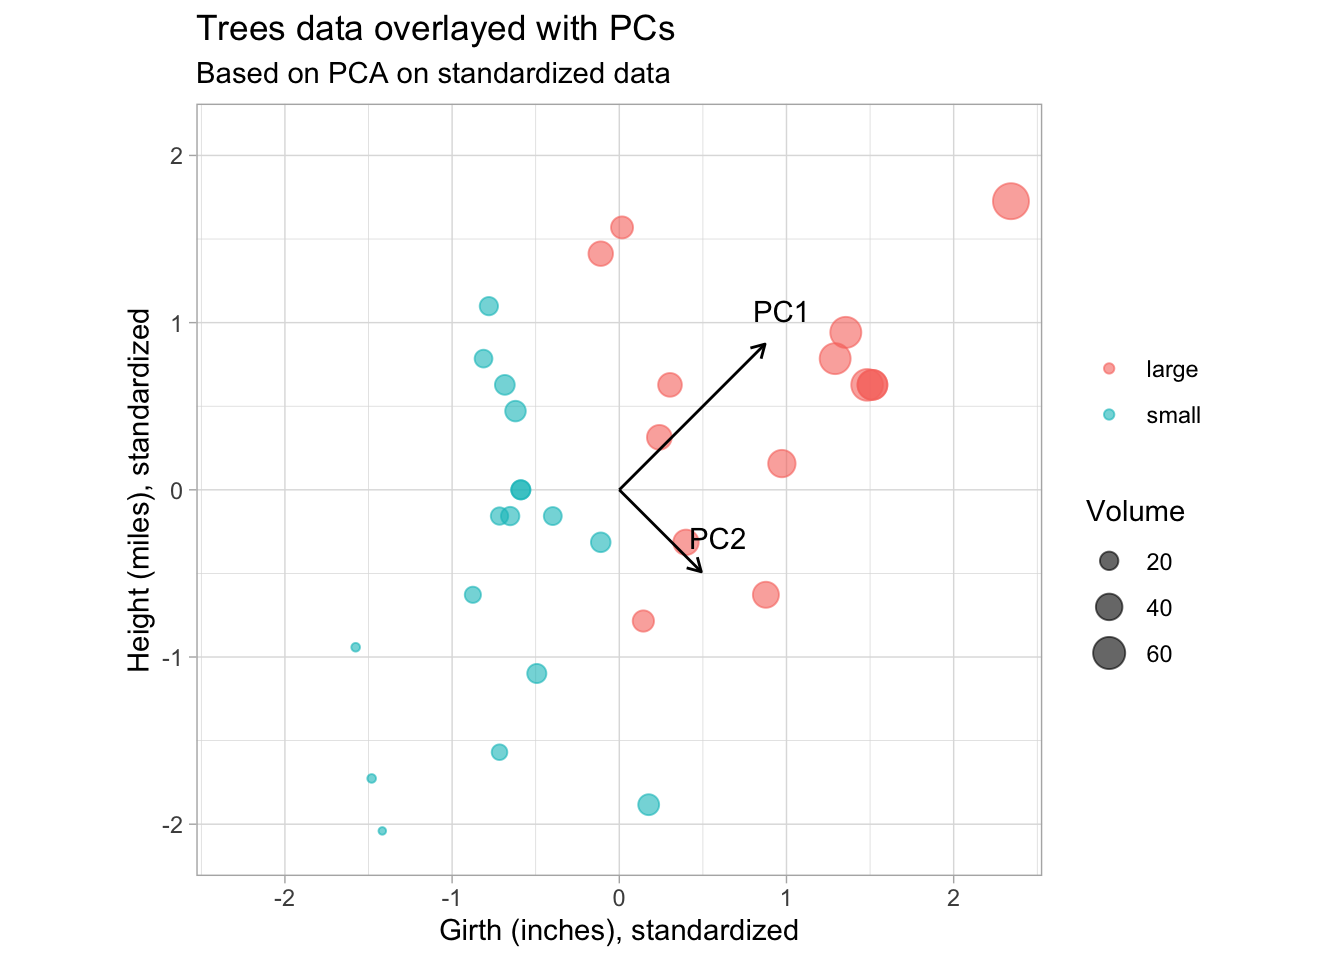 Trees data overlayed with PCs
Based on PCA on standardized data
2
1
0
-1
-2
Height (miles), standardized
PC1
PC2
-2 -1 0 1 2
Girth (inches), standardized
large
small
Volume
20
40
60